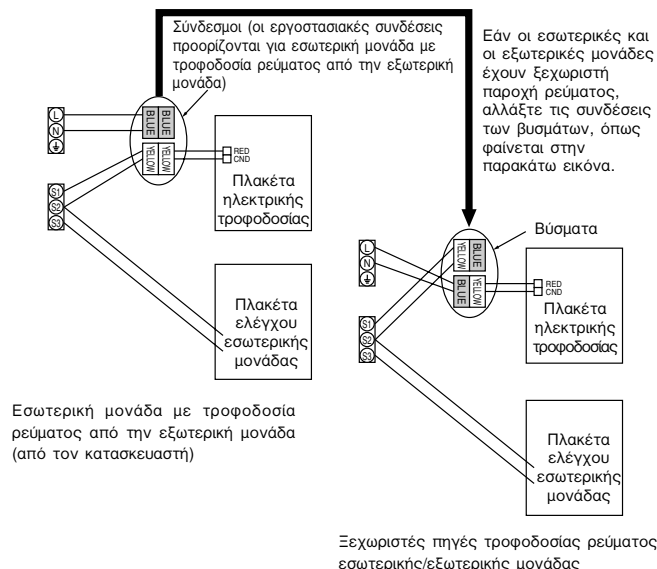 Σύνδεσμοι (οι εργοστασιακές συνδέσεις
προορίζονται για εσωτερική μονάδα με
τροφοδοσία ρεύματος από την εξωτερική
μονάδα)
Εάν οι εσωτερικές και
οι εξωτερικές μονάδες
έχουν ξεχωριστή
παροχή ρεύματος,
αλλάξτε τις συνδέσεις
των βυσμάτων, όπως
φαίνεται στην
παρακάτω εικόνα.
L
N
BLUE
BLUE
YELLOW
YELLOW
RED
CND
S1
S2
S3
Πλακέτα
ηλεκτρικής
τροφοδοσίας
Πλακέτα
ελέγχου
εσωτερικής
μονάδας
Εσωτερική μονάδα με τροφοδοσία
ρεύματος από την εξωτερική μονάδα
(από τον κατασκευαστή)
Βύσματα
L
N
YELLOW
BLUE
BLUE
YELLOW
RED
CND
S1
S2
S3
Πλακέτα
ηλεκτρικής
τροφοδοσίας
Πλακέτα
ελέγχου
εσωτερικής
μονάδας
Ξεχωριστές πηγές τροφοδοσίας ρεύματος
εσωτερικής/εξωτερικής μονάδας